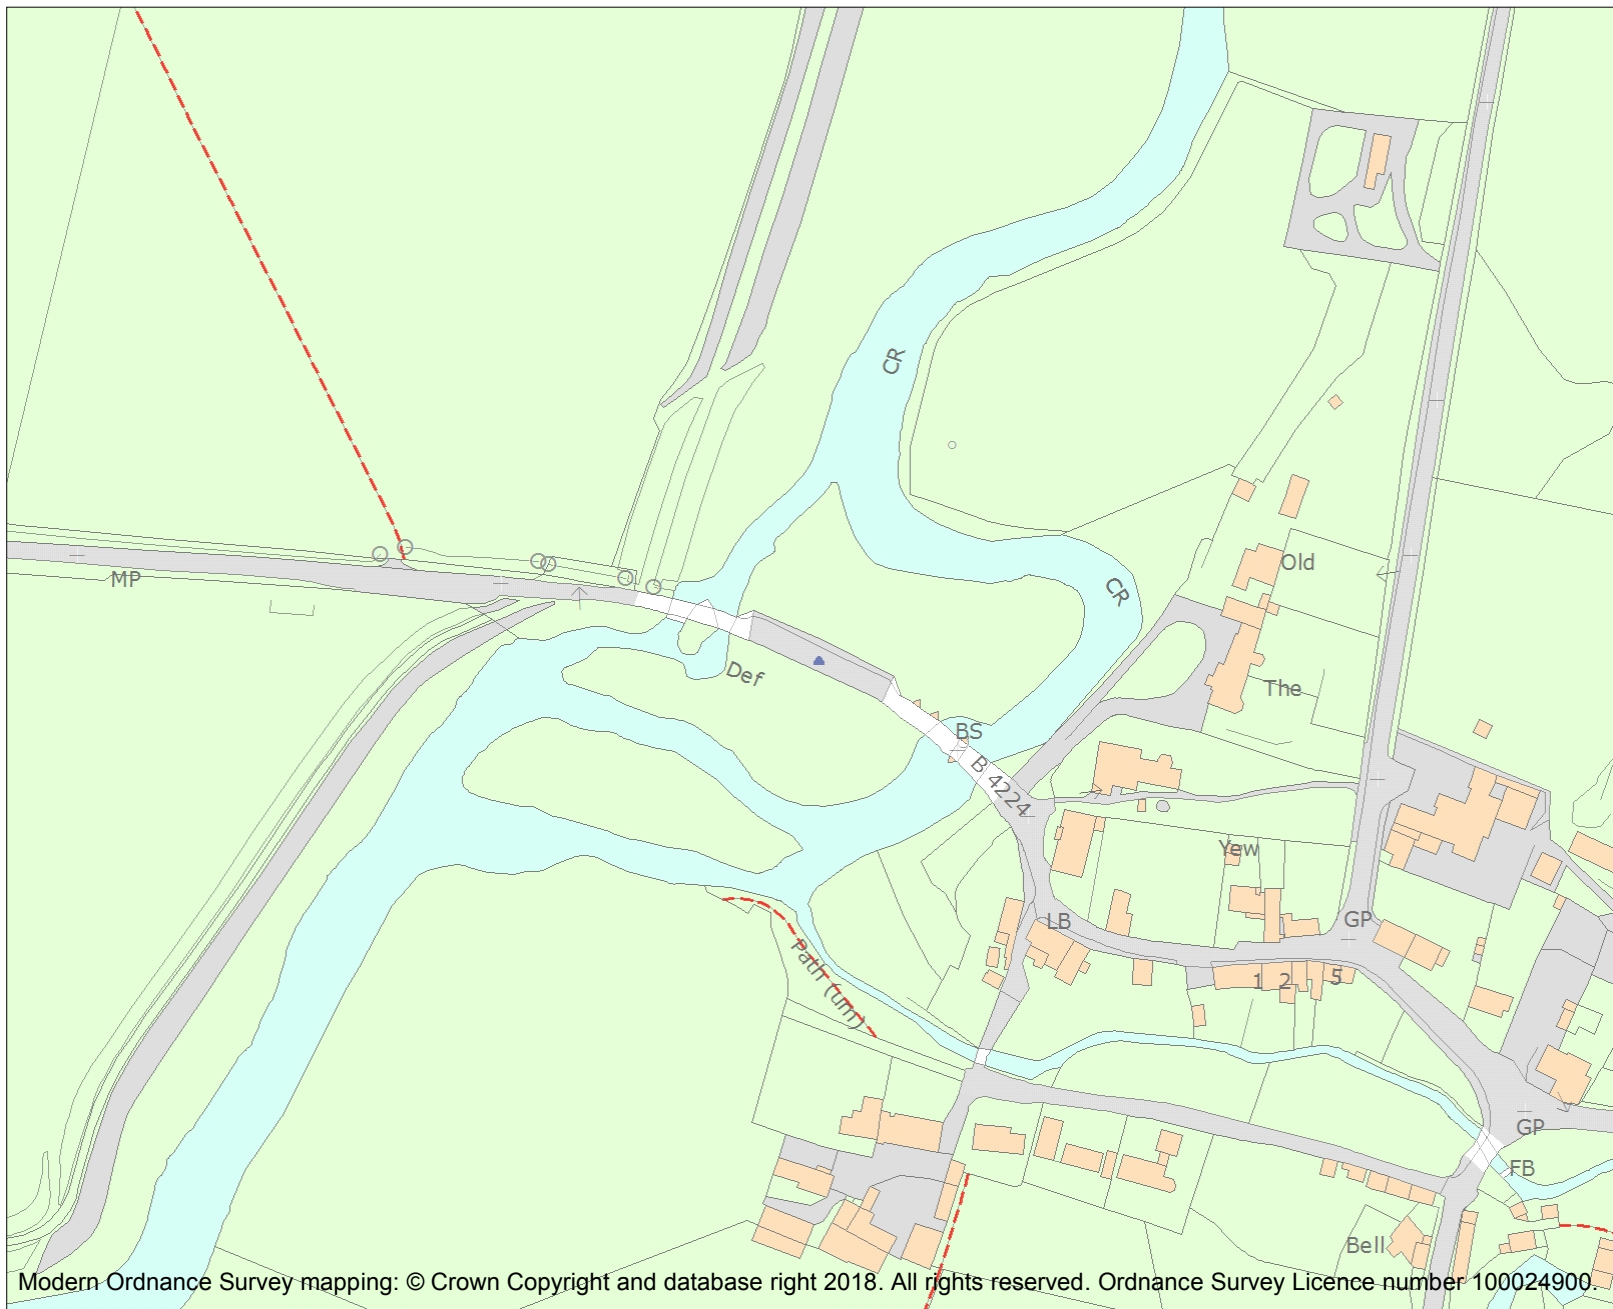 CR
MP
Old
CR
Def
The
BS
B 4224
Yew
LB
GP
1 2 5
Path (um)
GP
FB
Bell
Modern Ordnance Survey mapping: © Crown Copyright and database right 2018. All rights reserved. Ordnance Survey Licence number 100024900.